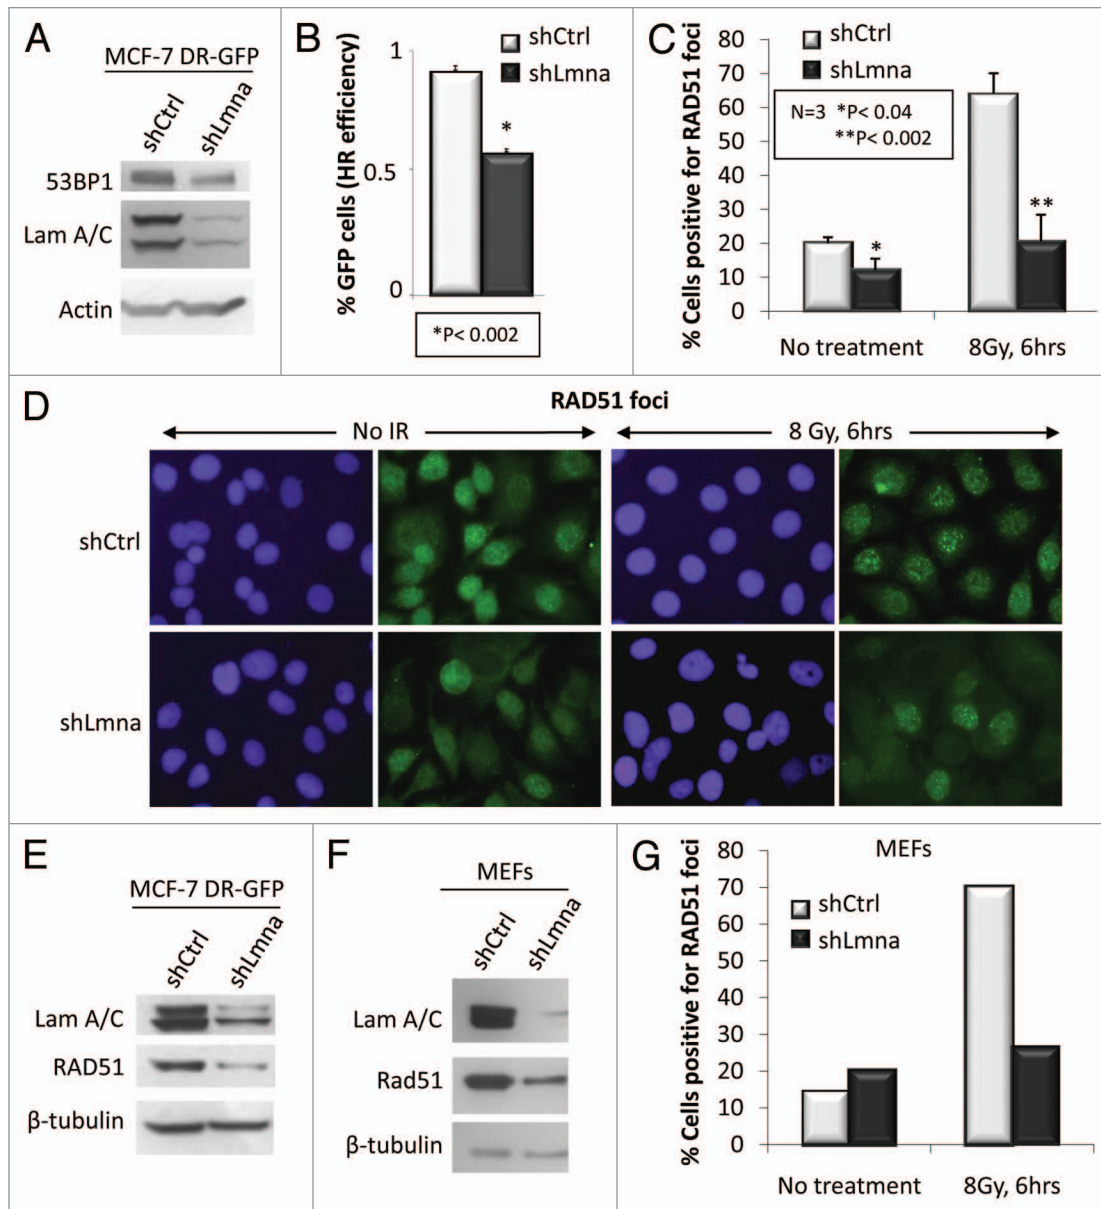 A
MCF-7 DR-GFP
shCtrl
shLmna
53BP1
Lam A/C
Actin
B
% GFP cells (HR efficiency)
1
0.5
0
shCtrl
shLmna
*
*P< 0.002
C
% Cells positive for RAD51 foci
80
70
60
50
40
30
20
10
0
shCtrl
shLmna
N=3 *P< 0.04
**P< 0.002
*
**
No treatment
8Gy, 6hrs
D
RAD51 foci
No IR
8 Gy, 6hrs
shCtrl
shLmna
E
MCF-7 DR-GFP
shCtrl
shLmna
Lam A/C
RAD51
β-tubulin
F
MEFs
shCtrl
shLmna
Lam A/C
Rad51
β-tubulin
G
MEFs
% Cells positive for RAD51 foci
80
70
60
50
40
30
20
10
0
shCtrl
shLmna
No treatment
8Gy, 6hrs